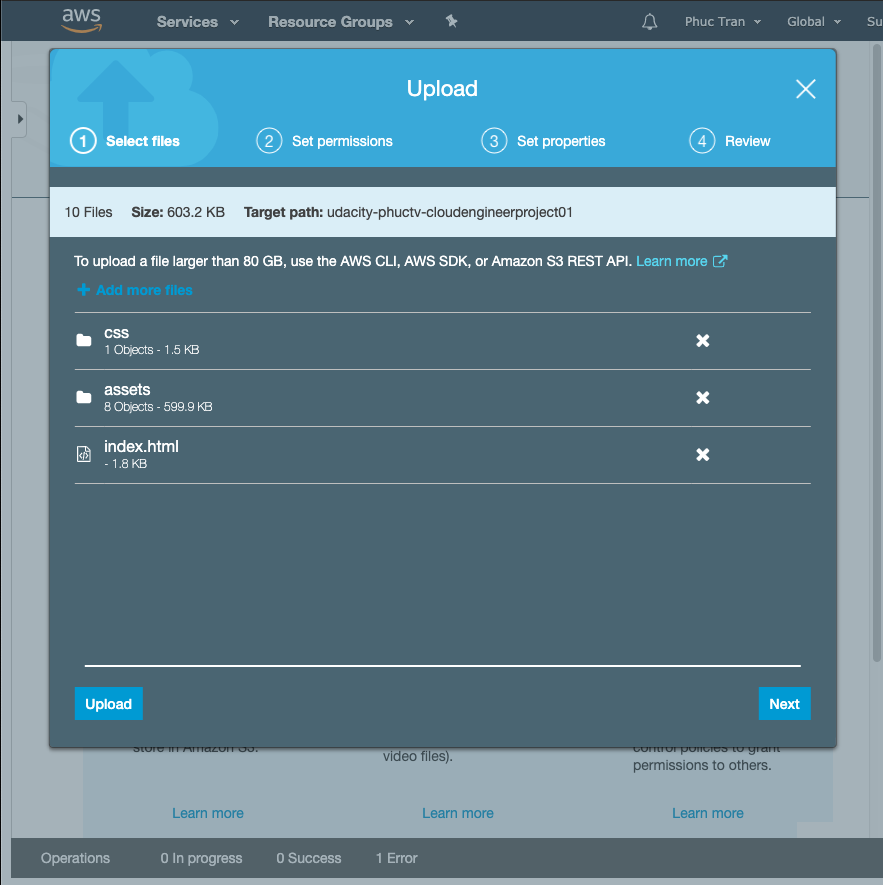 aws Services Resource Groups Phuc Tran Global Su
Upload
1 Select files 2 Set permissions 3 Set properties 4 Review
10 Files Size: 603.2 KB Target path: udacity-phuctv-cloudengineerproject01
To upload a file larger than 80 GB, use the AWS CLI, AWS SDK, or Amazon S3 REST API. Learn more
Add more files
css
1 Objects - 1.5 KB
assets
8 Objects - 599.9 KB
index.html
- 1.8 KB
Upload Next
store in Amazon S3. video files). control policies to grant
permissions to others.
Learn more Learn more Learn more
Operations 0 In progress 0 Success 1 Error